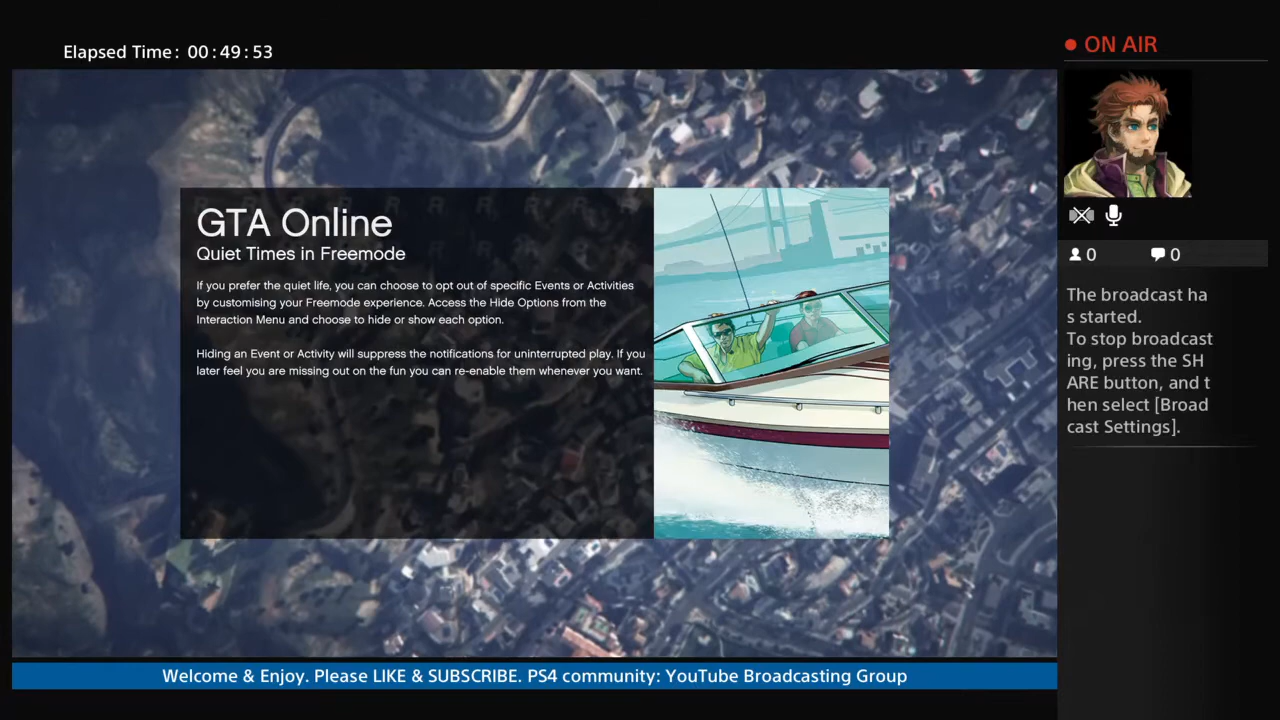 Elapsed Time: 00:49:53
ON AIR
GTA Online
Quiet Times in Freemode
If you prefer the quiet life, you can choose to opt out of specific Events or Activities
by customising your Freemode experience. Access the Hide Options from the
Interaction Menu and choose to hide or show each option.
Hiding an Event or Activity will suppress the notifications for uninterrupted play. If you
later feel you are missing out on the fun you can re-enable them whenever you want.
0
0
The broadcast ha
s started.
To stop broadcast
ing, press the SH
ARE button, and t
hen select [Broad
cast Settings].
Welcome & Enjoy. Please LIKE & SUBSCRIBE. PS4 community: YouTube Broadcasting Group